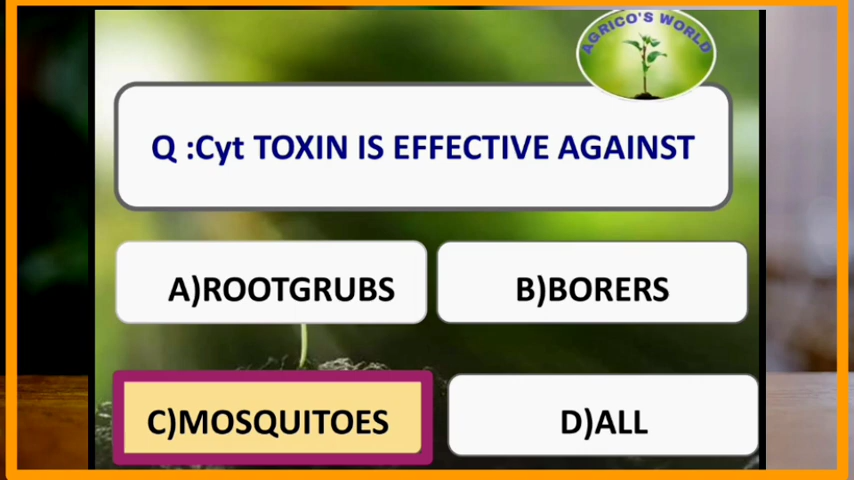 AGRICO'S WORLD
Q :Cyt TOXIN IS EFFECTIVE AGAINST
A)ROOTGRUBS
B)BORERS
C)MOSQUITOES
D)ALL